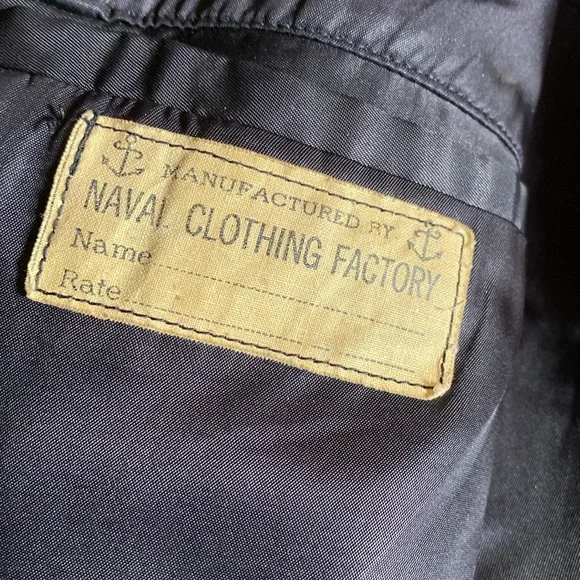 MANUFACTURED BY
NAVAL CLOTHING FACTORY
Name
Rate